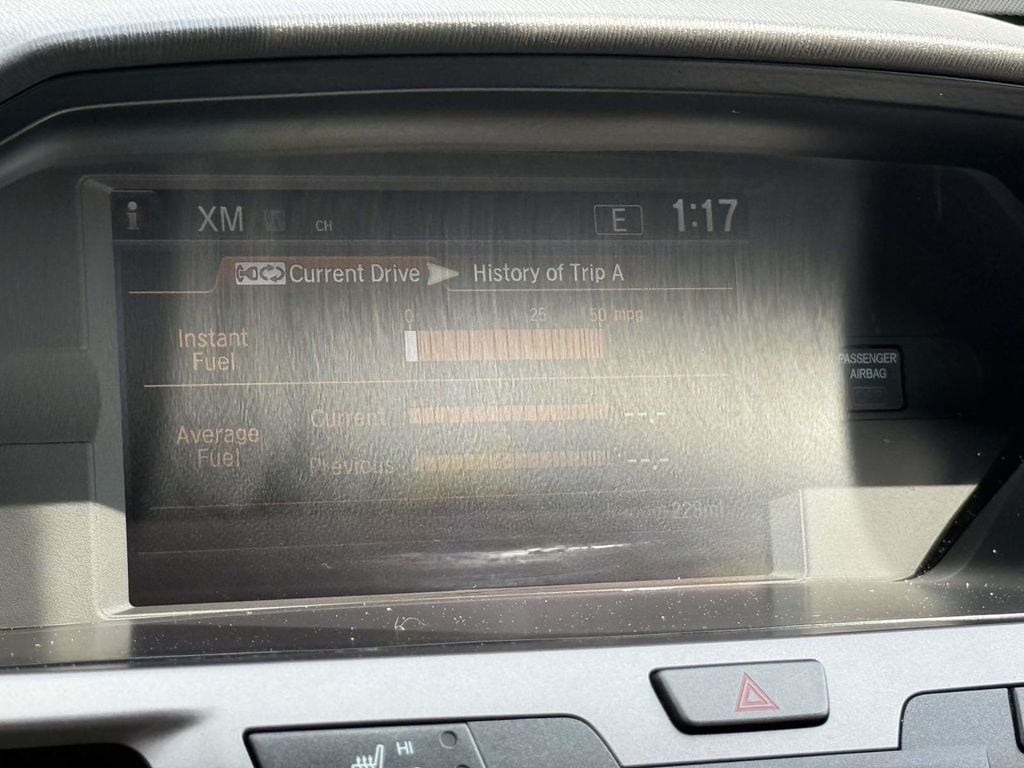 i XM CH E 1:17
Current Drive History of Trip A
0 25 50 mpg
Instant
Fuel
Current --.-
Average
Fuel
Previous --.-
PASSENGER
AIRBAG
HI